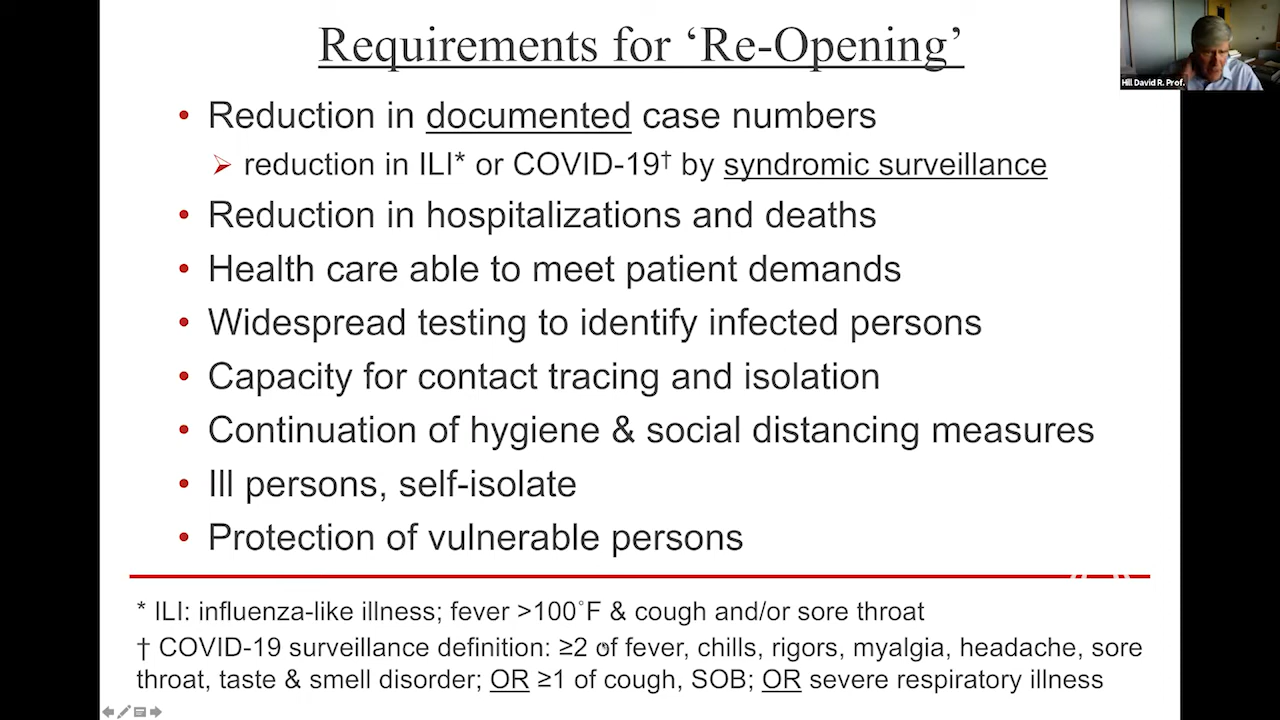 Requirements for ‘Re-Opening’
Hill David R. Prof.
• Reduction in documented case numbers
➢ reduction in ILI* or COVID-19† by syndromic surveillance
• Reduction in hospitalizations and deaths
• Health care able to meet patient demands
• Widespread testing to identify infected persons
• Capacity for contact tracing and isolation
• Continuation of hygiene & social distancing measures
• Ill persons, self-isolate
• Protection of vulnerable persons
* ILI: influenza-like illness; fever >100°F & cough and/or sore throat
† COVID-19 surveillance definition: ≥2 of fever, chills, rigors, myalgia, headache, sore
throat, taste & smell disorder; OR ≥1 of cough, SOB; OR severe respiratory illness